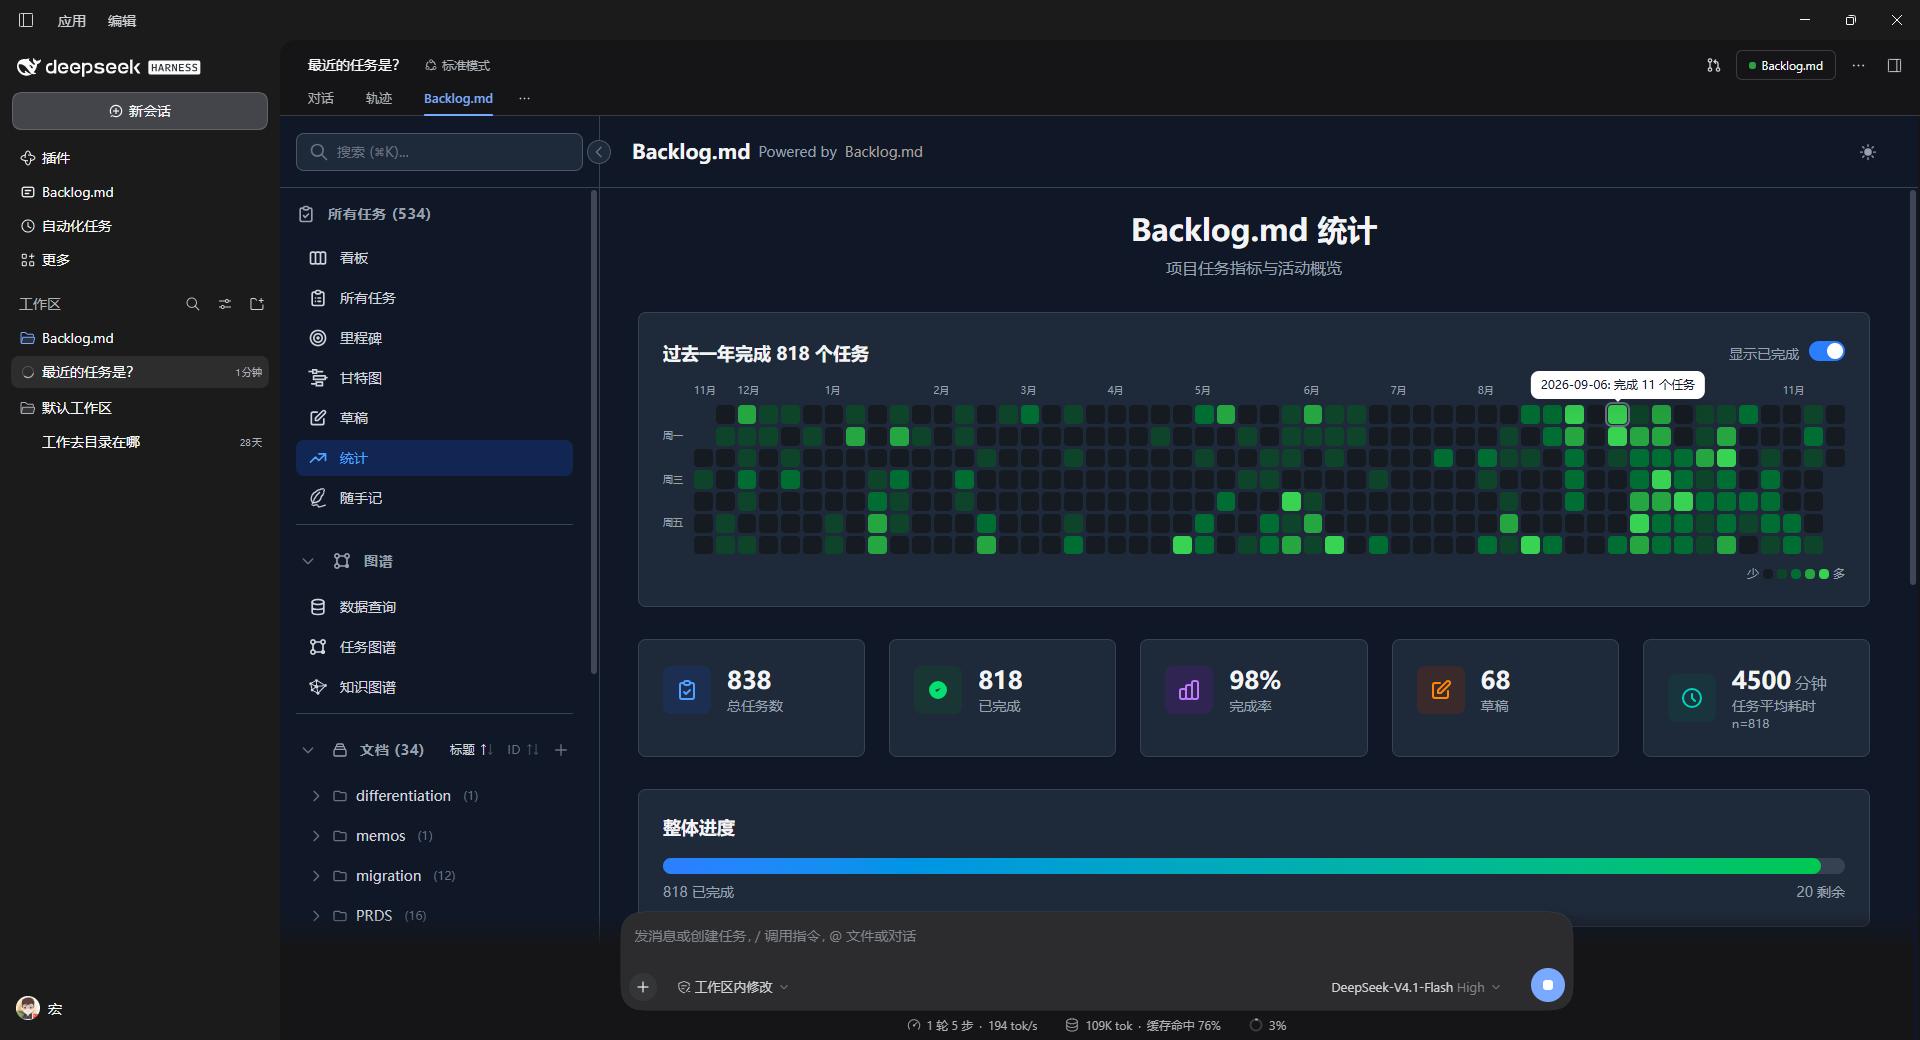 应用 编辑
deepseek HARNESS
新会话
插件
Backlog.md
自动化任务
更多
工作区
Backlog.md
最近的任务是? 1分钟
默认工作区
工作去目录在哪 28天
宏
最近的任务是? 标准模式
Backlog.md
对话 轨迹 Backlog.md ···
搜索 (⌘K)...
所有任务 (534)
看板
所有任务
里程碑
甘特图
草稿
统计
随手记
图谱
数据查询
任务图谱
知识图谱
文档 (34) 标题 ↑↓ ID ↑↓ +
differentiation (1)
memos (1)
migration (12)
PRDS (16)
Backlog.md Powered by Backlog.md
Backlog.md 统计
项目任务指标与活动概览
过去一年完成 818 个任务
显示已完成
2026-09-06: 完成 11 个任务
11月 12月 1月 2月 3月 4月 5月 6月 7月 8月 11月
周一
周三
周五
少 多
838
总任务数
818
已完成
98%
完成率
68
草稿
4500 分钟
任务平均耗时
n=818
整体进度
818 已完成 20 剩余
发消息或创建任务, / 调用指令, @ 文件或对话
工作区内修改
DeepSeek-V4.1-Flash High
1 轮 5 步 · 194 tok/s 109K tok · 缓存命中 76% 3%